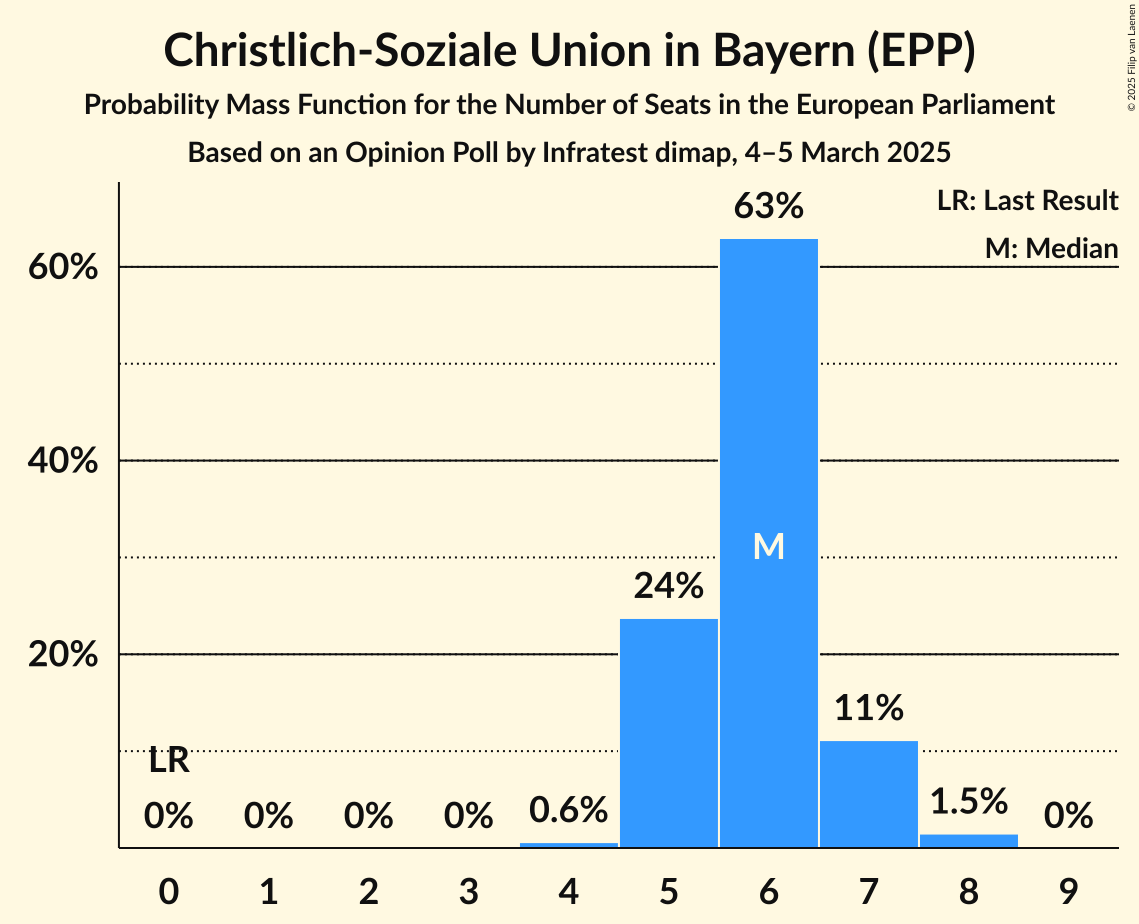 Christlich-Soziale Union in Bayern (EPP)
Probability Mass Function for the Number of Seats in the European Parliament
Based on an Opinion Poll by Infratest dimap, 4–5 March 2025
© 2025 Filip van Laenen
LR: Last Result
M: Median
63%
60%
40%
M
24%
20%
11%
LR
0% 0% 0% 0% 0.6% 1.5% 0%
0 1 2 3 4 5 6 7 8 9